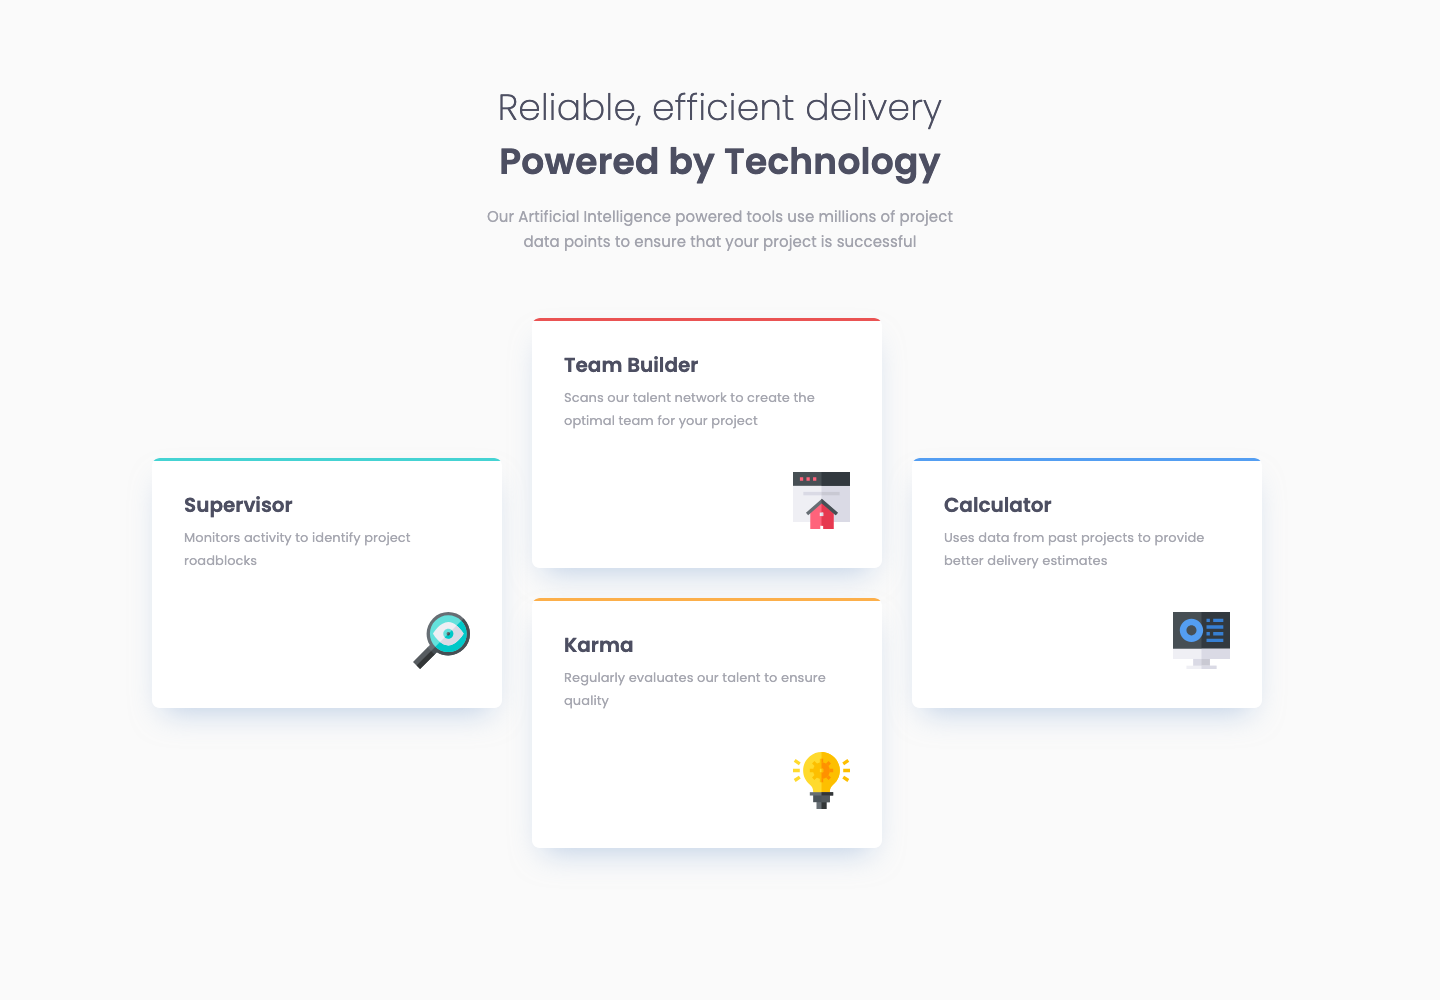 Reliable, efficient delivery
Powered by Technology
Our Artificial Intelligence powered tools use millions of project
data points to ensure that your project is successful
Team Builder
Scans our talent network to create the
optimal team for your project
Supervisor
Monitors activity to identify project
roadblocks
Calculator
Uses data from past projects to provide
better delivery estimates
Karma
Regularly evaluates our talent to ensure
quality